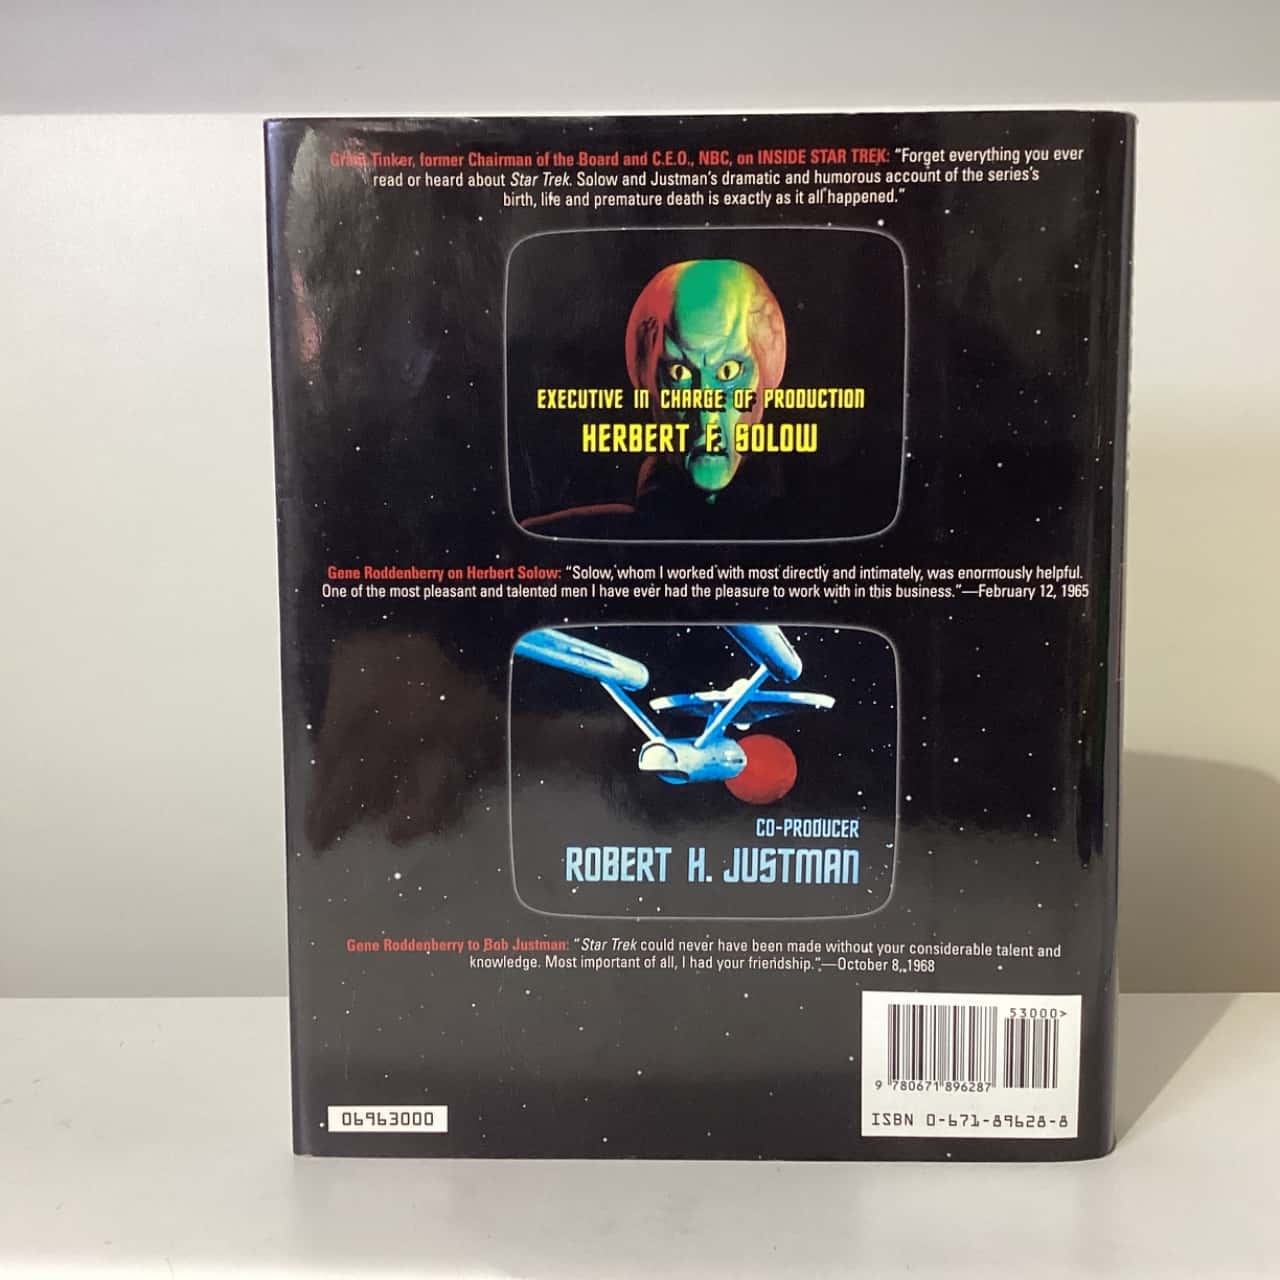 Grant Tinker, former Chairman of the Board and C.E.O., NBC, on INSIDE STAR TREK: “Forget everything you ever
read or heard about Star Trek. Solow and Justman’s dramatic and humorous account of the series’s
birth, life and premature death is exactly as it all happened.”
EXECUTIVE IN CHARGE OF PRODUCTION
HERBERT F. SOLOW
Gene Roddenberry on Herbert Solow: “Solow, whom I worked with most directly and intimately, was enormously helpful.
One of the most pleasant and talented men I have ever had the pleasure to work with in this business.”—February 12, 1965
CO-PRODUCER
ROBERT H. JUSTMAN
Gene Roddenberry to Bob Justman: “Star Trek could never have been made without your considerable talent and
knowledge. Most important of all, I had your friendship.”—October 8, 1968
53000>
9 780671 896287
ISBN 0-671-89628-8
06963000